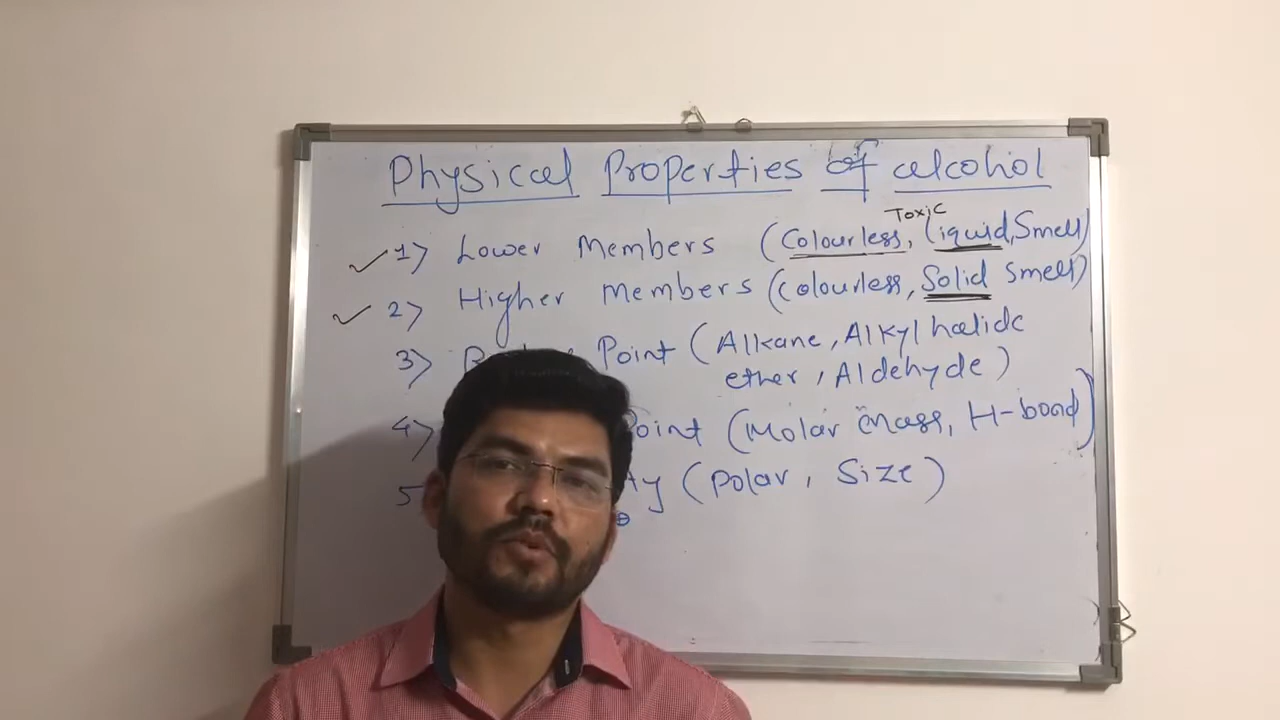 Physical Properties of alcohol
Toxic
1) Lower Members (Colourless, Liquid, Smell)
2) Higher Members (Colourless, Solid Smell)
3) Point (Alkane, Alkyl halide
ether, Aldehyde)
4) Point (Molar mass, H-bond)
5 (Polar, Size)